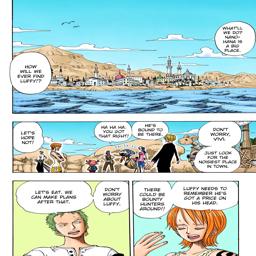 WHAT'LL
WE DO?
NANO-
HANA IS
A BIG
PLACE.
HOW WILL
WE EVER
FIND
LUFFY!?
DON'T
WORRY,
VIVI.
JUST LOOK
FOR THE
NOISIEST PLACE
IN TOWN.
HE'S
BOUND TO
BE THERE.
HA HA HA!
YOU GOT
THAT RIGHT!
LET'S
HOPE
NOT!
LUFFY NEEDS TO
REMEMBER HE'S
GOT A PRICE ON
HIS HEAD.
THERE
COULD BE
BOUNTY
HUNTERS
AROUND!!
DON'T
WORRY
ABOUT
LUFFY.
LET'S EAT. WE
CAN MAKE
PLANS
AFTER THAT.